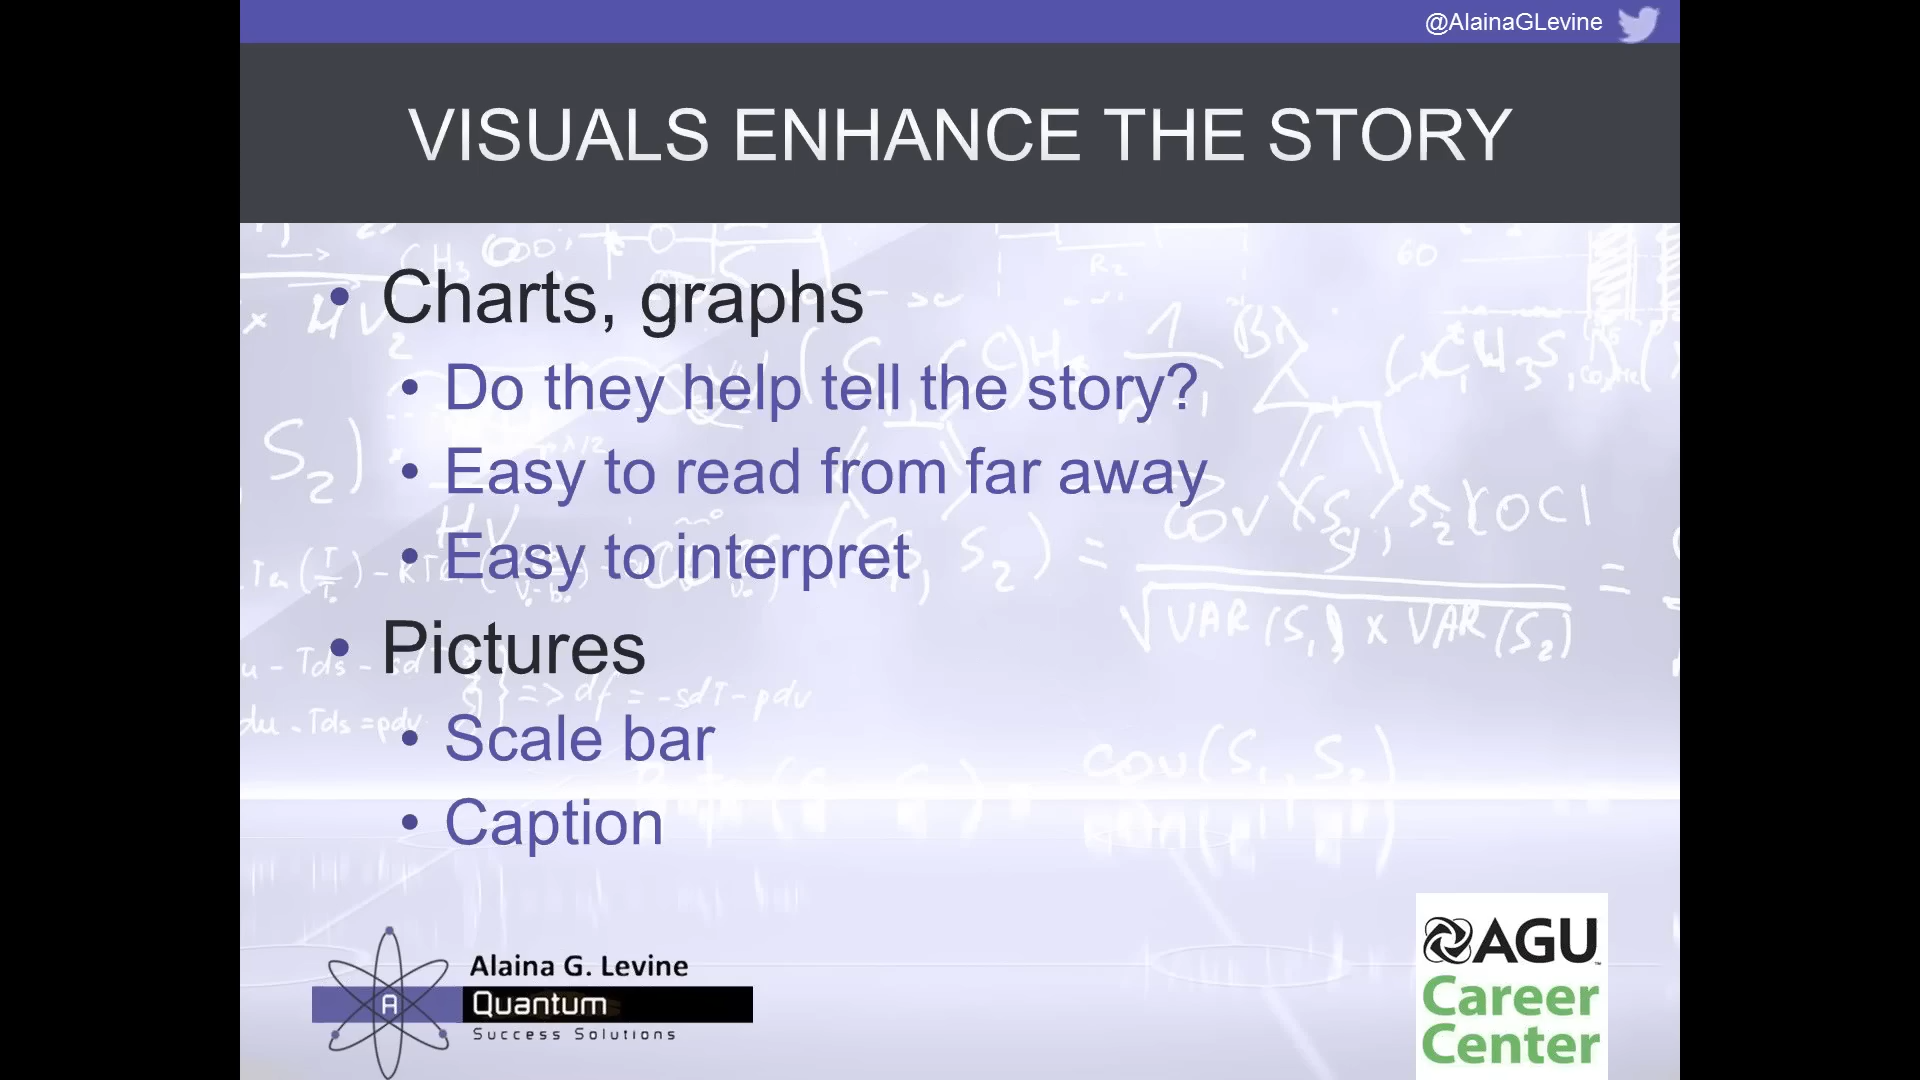 @AlainaGLevine
VISUALS ENHANCE THE STORY
• Charts, graphs
• Do they help tell the story?
• Easy to read from far away
• Easy to interpret
• Pictures
• Scale bar
• Caption
A
Alaina G. Levine
Quantum
Success Solutions
AGU
Career
Center